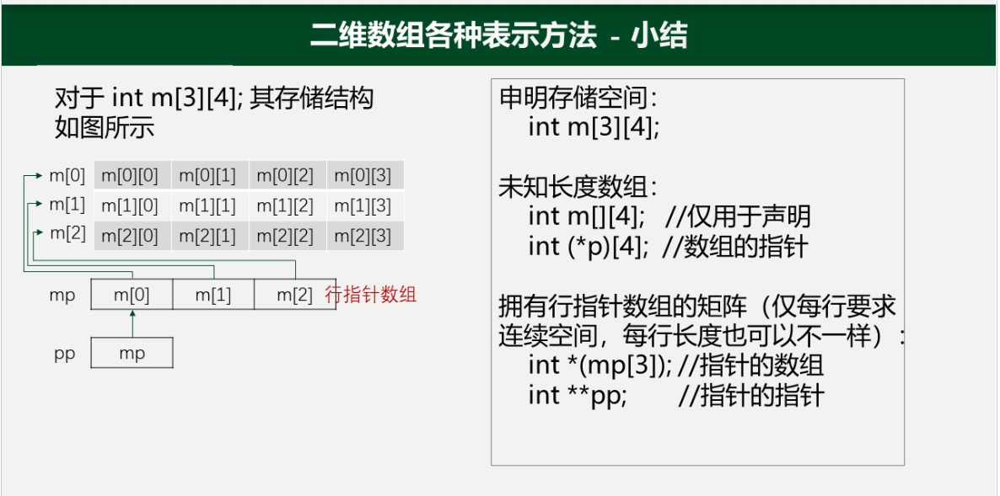 二维数组各种表示方法 - 小结
对于 int m[3][4]; 其存储结构
如图所示
m[0] m[0][0] m[0][1] m[0][2] m[0][3]
m[1] m[1][0] m[1][1] m[1][2] m[1][3]
m[2] m[2][0] m[2][1] m[2][2] m[2][3]
mp m[0] m[1] m[2] 行指针数组
pp mp
申明存储空间：
int m[3][4];
未知长度数组：
int m[][4]; //仅用于声明
int (*p)[4]; //数组的指针
拥有行指针数组的矩阵（仅每行要求
连续空间，每行长度也可以不一样）：
int *(mp[3]); //指针的数组
int **pp; //指针的指针